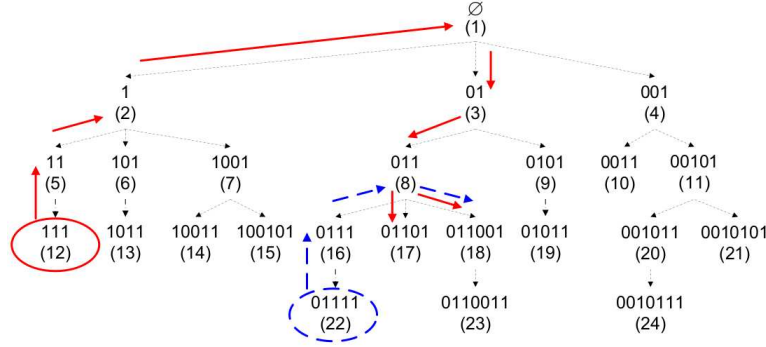 ∅
(1)
1 01 001
(2) (3) (4)
11 101 1001 011 0101 0011 00101
(5) (6) (7) (8) (9) (10) (11)
111 1011 10011 100101 0111 01101 011001 01011 001011 0010101
(12) (13) (14) (15) (16) (17) (18) (19) (20) (21)
01111 0110011 0010111
(22) (23) (24)